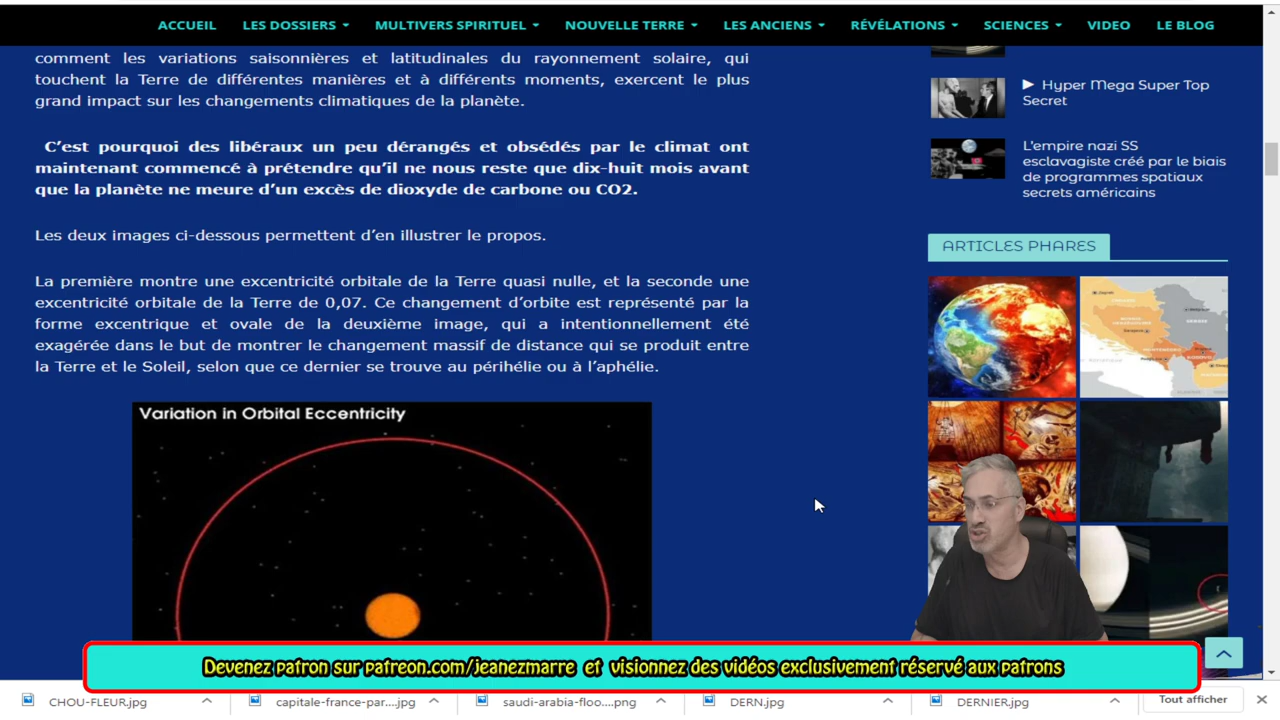 ACCUEIL LES DOSSIERS MULTIVERS SPIRITUEL NOUVELLE TERRE LES ANCIENS RÉVÉLATIONS SCIENCES VIDEO LE BLOG
comment les variations saisonnières et latitudinales du rayonnement solaire, qui
touchent la Terre de différentes manières et à différents moments, exercent le plus
grand impact sur les changements climatiques de la planète.
C'est pourquoi des libéraux un peu dérangés et obsédés par le climat ont
maintenant commencé à prétendre qu'il ne nous reste que dix-huit mois avant
que la planète ne meure d'un excès de dioxyde de carbone ou CO2.
Les deux images ci-dessous permettent d'en illustrer le propos.
La première montre une excentricité orbitale de la Terre quasi nulle, et la seconde une
excentricité orbitale de la Terre de 0,07. Ce changement d'orbite est représenté par la
forme excentrique et ovale de la deuxième image, qui a intentionnellement été
exagérée dans le but de montrer le changement massif de distance qui se produit entre
la Terre et le Soleil, selon que ce dernier se trouve au périhélie ou à l'aphélie.
Variation in Orbital Eccentricity
► Hyper Mega Super Top
Secret
L'empire nazi SS
esclavagiste créé par le biais
de programmes spatiaux
secrets américains
ARTICLES PHARES
Devenez patron sur patreon.com/jeanezmarre et visionnez des vidéos exclusivement réservé aux patrons
CHOU-FLEUR.jpg
capitale-france-par....jpg
saudi-arabia-floo....png
DERN.jpg
DERNIER.jpg
Tout afficher